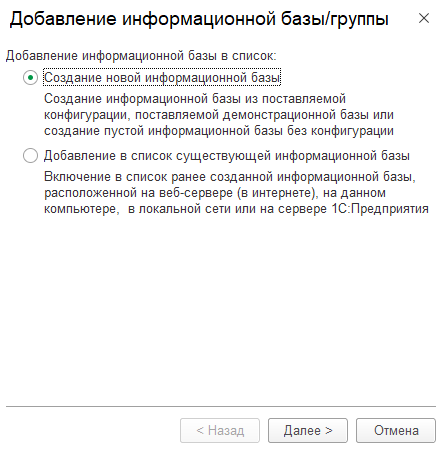 Добавление информационной базы/группы
Добавление информационной базы в список:
Создание новой информационной базы
Создание информационной базы из поставляемой
конфигурации, поставляемой демонстрационной базы или
создание пустой информационной базы без конфигурации
Добавление в список существующей информационной базы
Включение в список ранее созданной информационной базы,
расположенной на веб-сервере (в интернете), на данном
компьютере, в локальной сети или на сервере 1С:Предприятия
< Назад
Далее >
Отмена